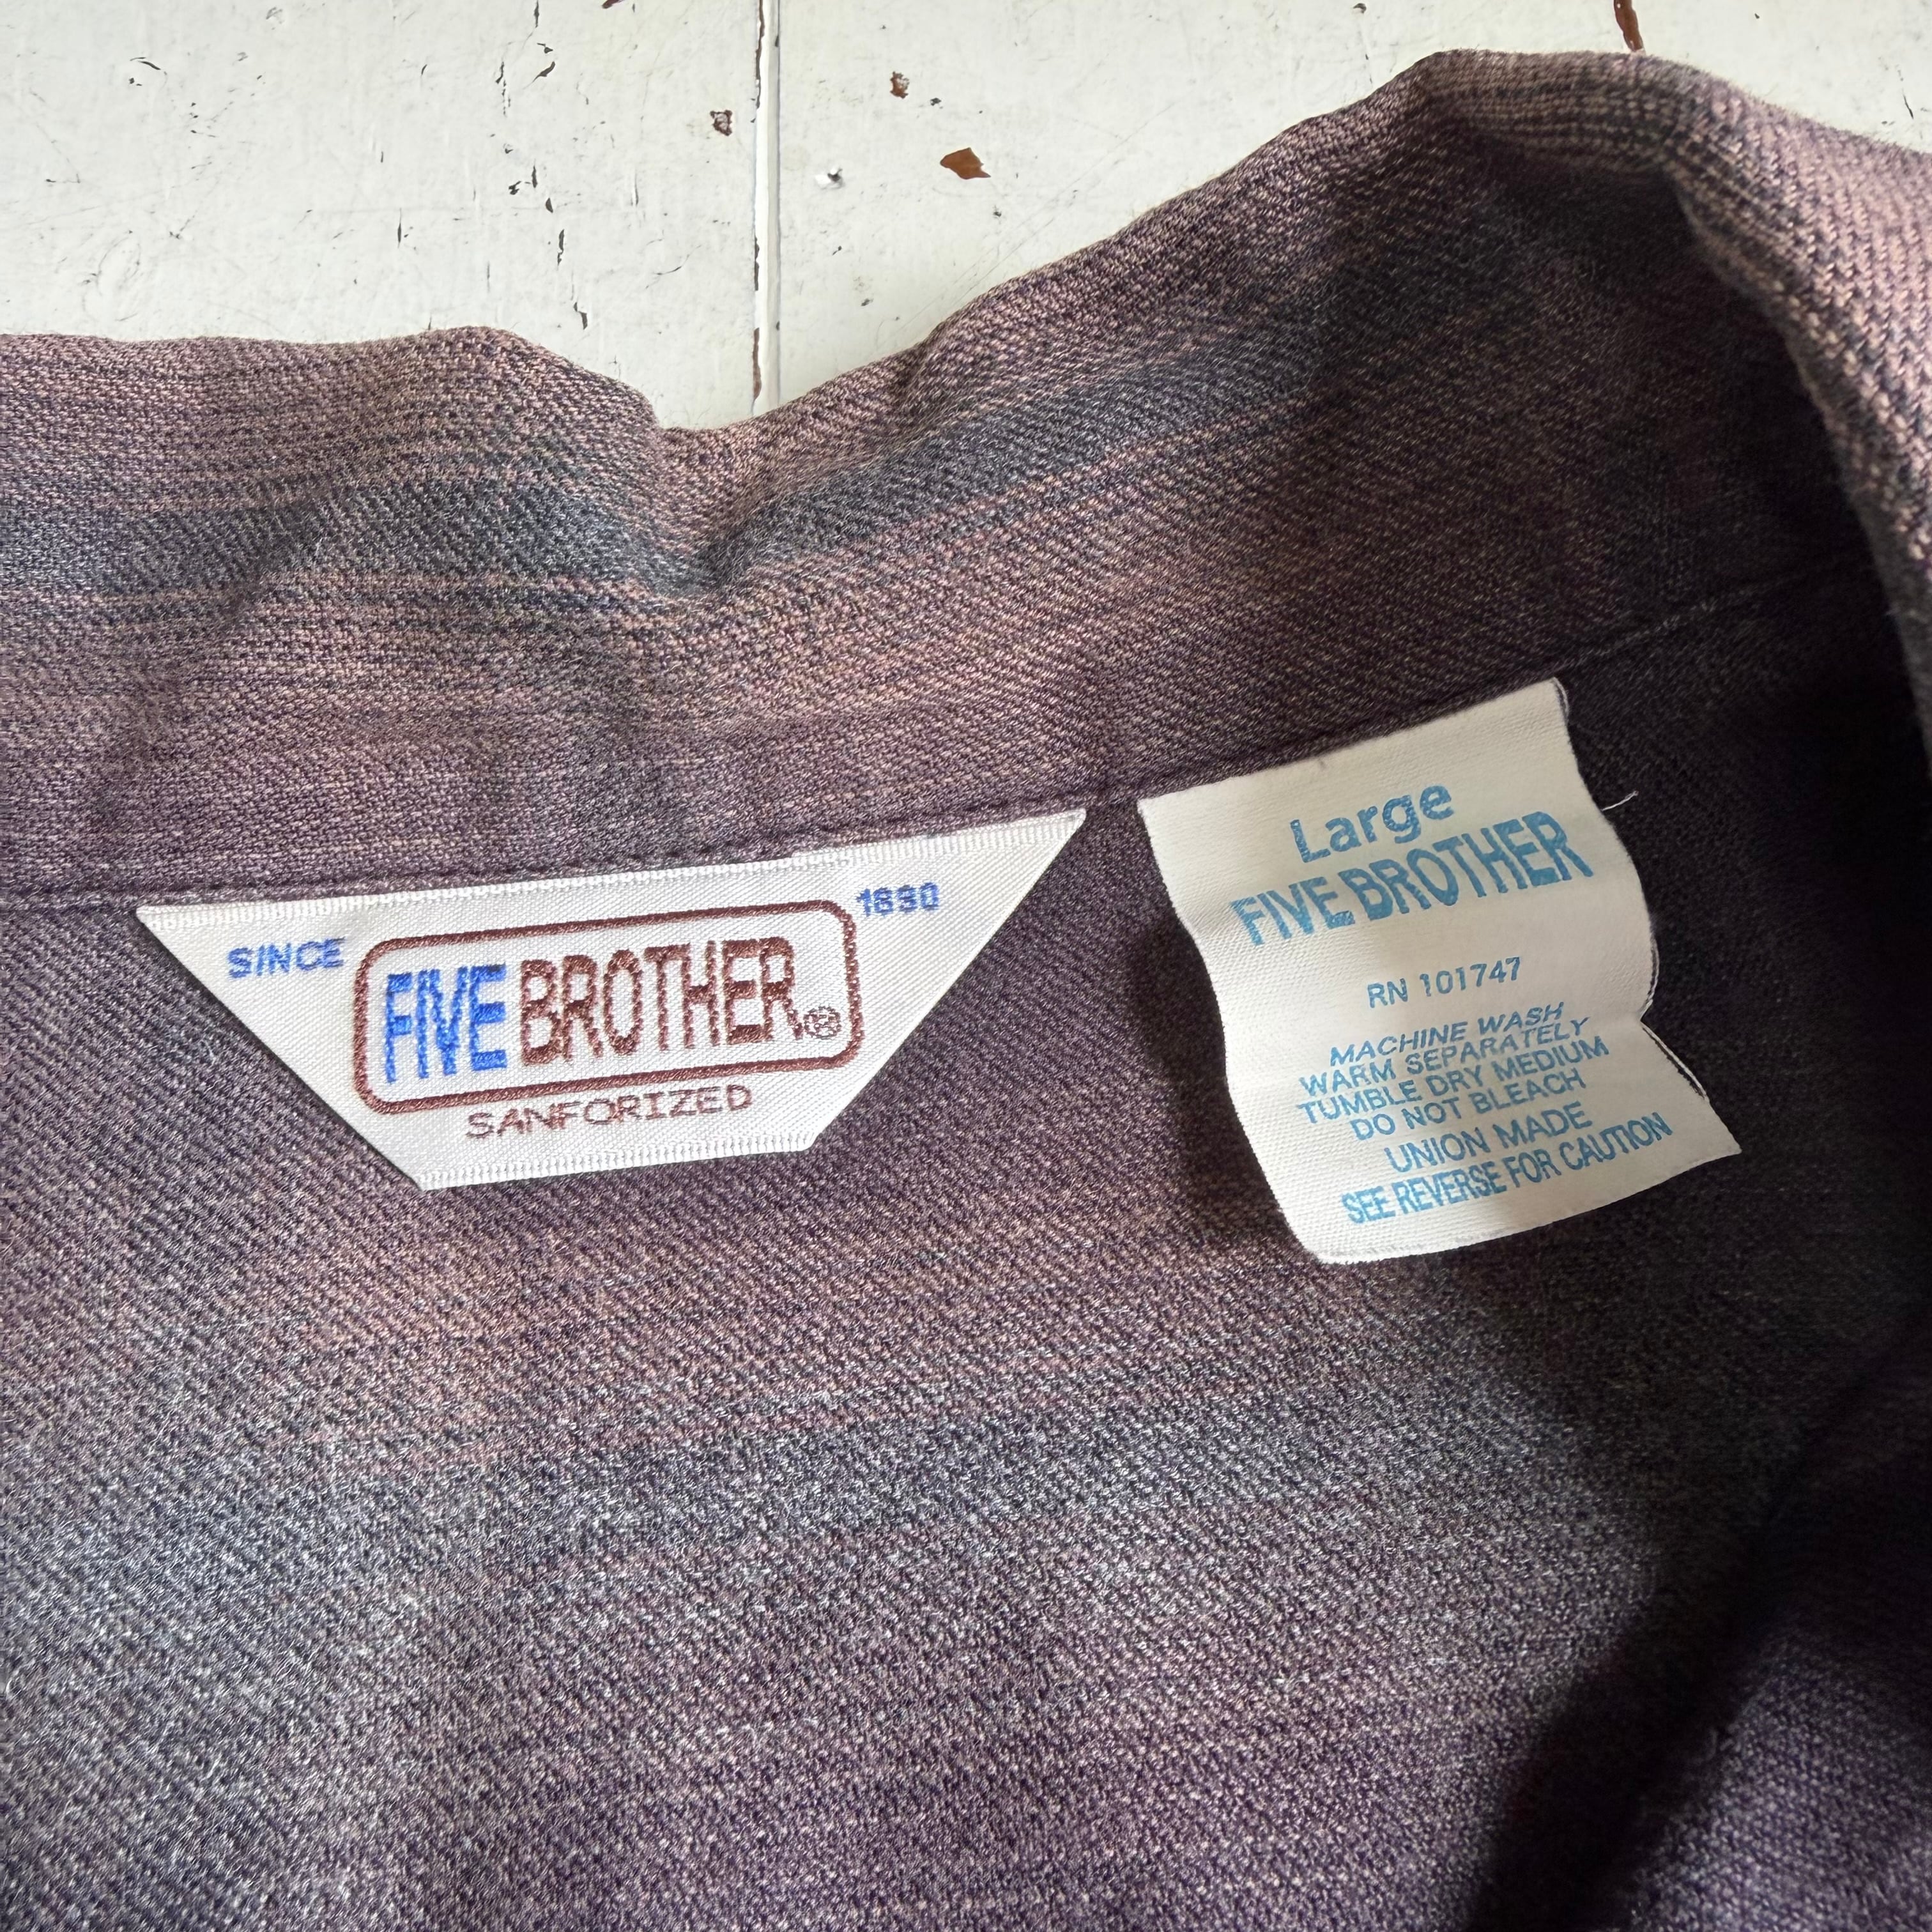 SINCE 1890
FIVE BROTHER®
SANFORIZED
Large
FIVE BROTHER
RN 101747
MACHINE WASH
WARM SEPARATELY
TUMBLE DRY MEDIUM
DO NOT BLEACH
UNION MADE
SEE REVERSE FOR CAUTION